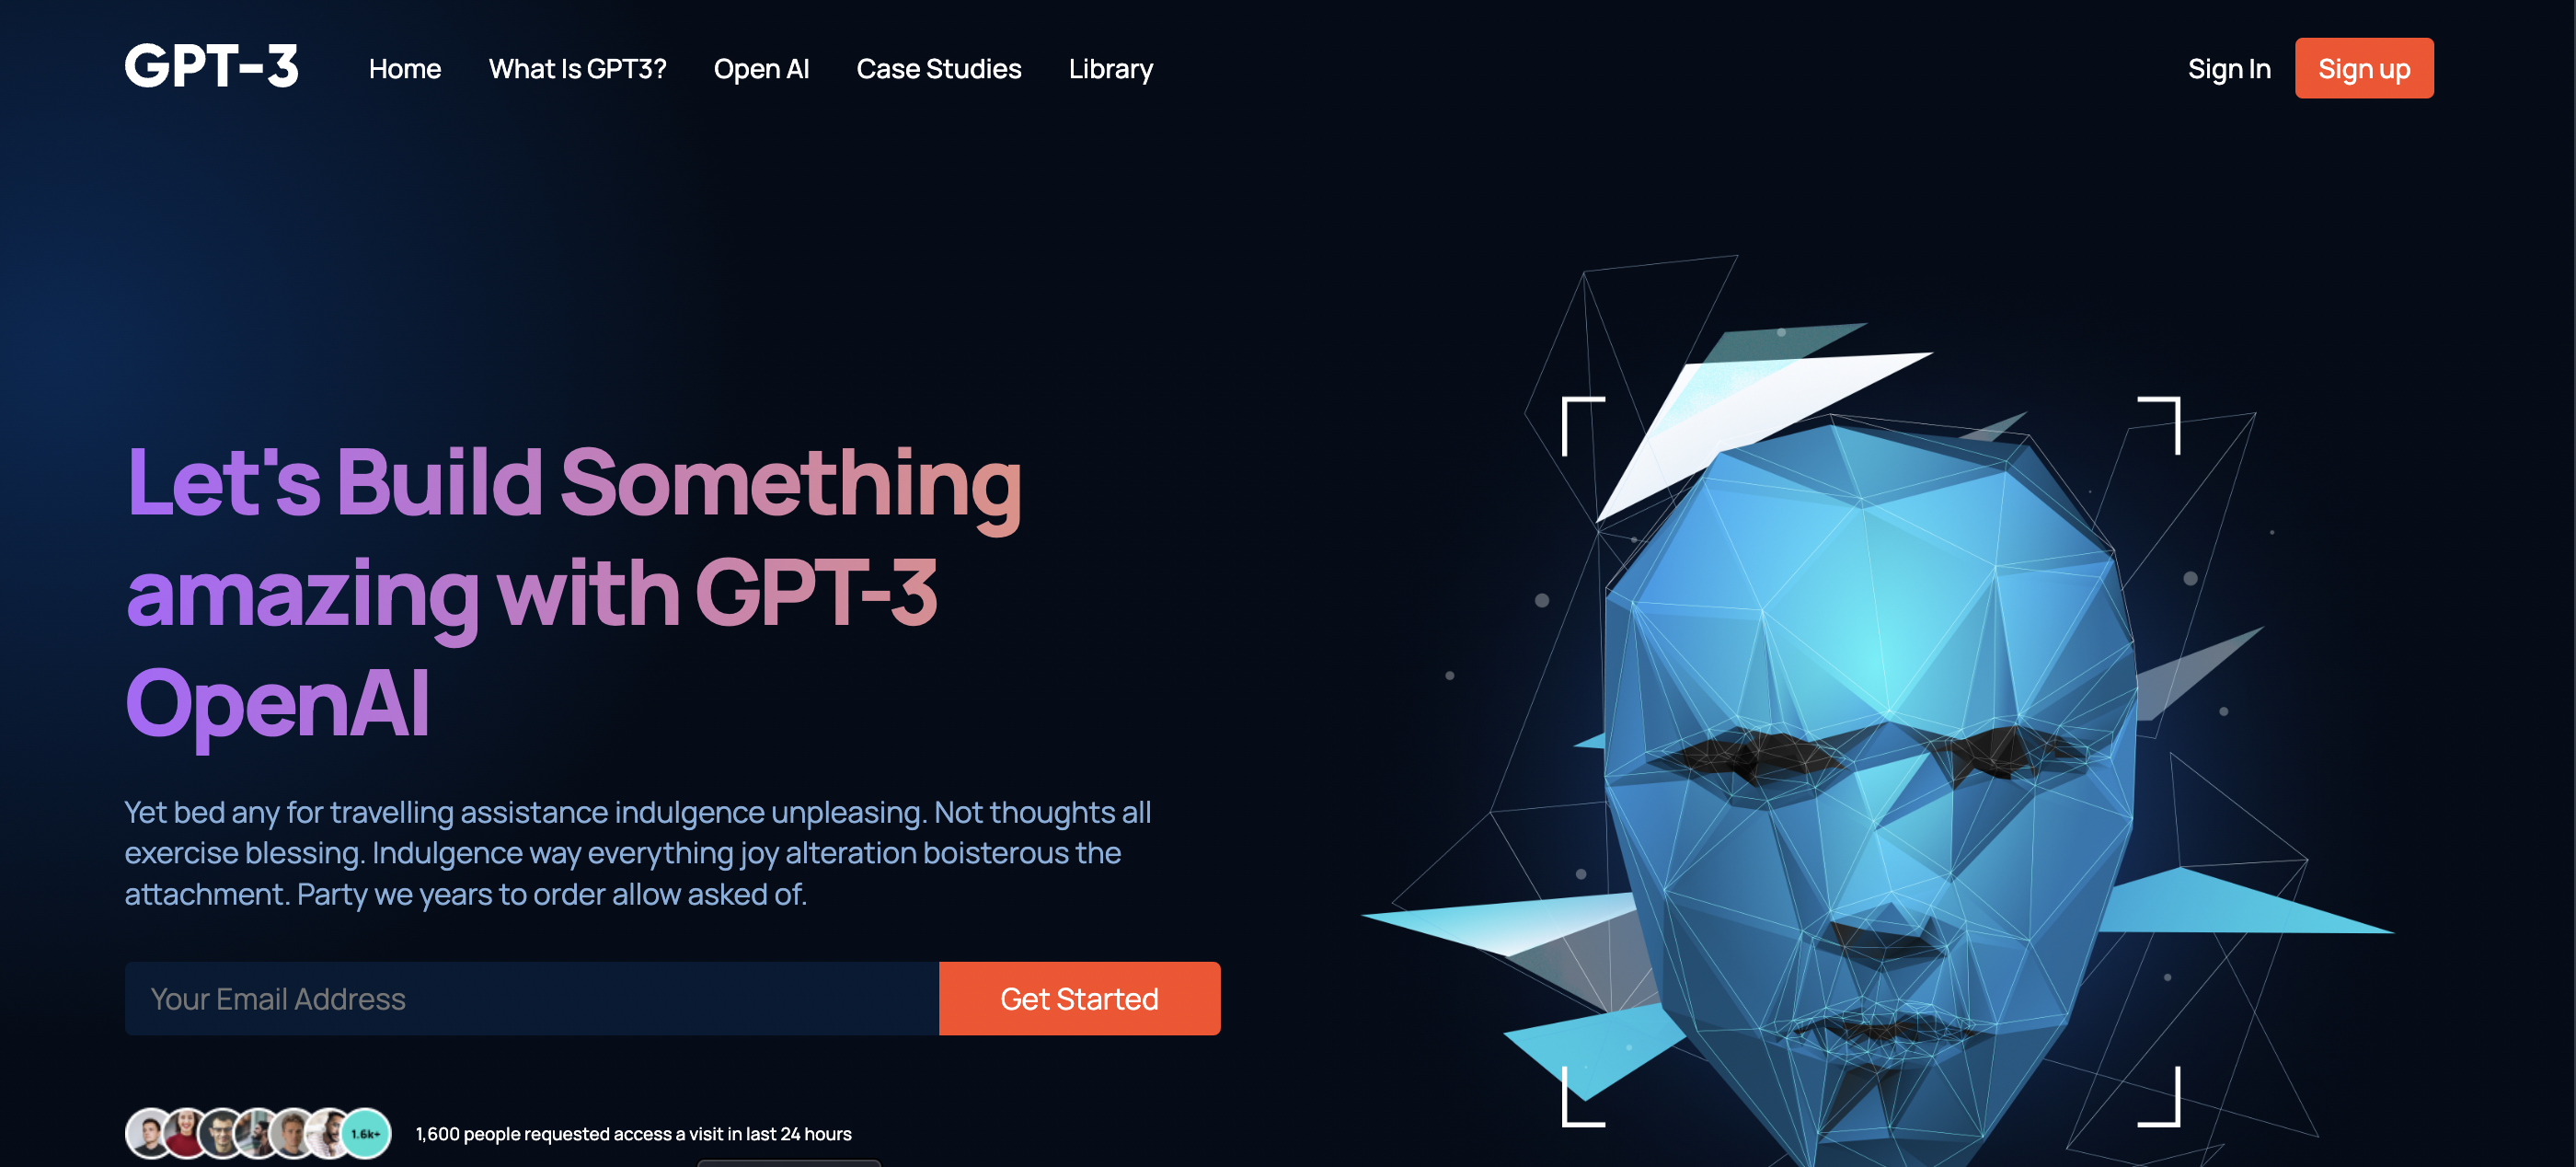 GPT-3
Home What Is GPT3? Open AI Case Studies Library
Sign In Sign up
Let's Build Something
amazing with GPT-3
OpenAI
Yet bed any for travelling assistance indulgence unpleasing. Not thoughts all
exercise blessing. Indulgence way everything joy alteration boisterous the
attachment. Party we years to order allow asked of.
Your Email Address Get Started
1.6k+ 1,600 people requested access a visit in last 24 hours